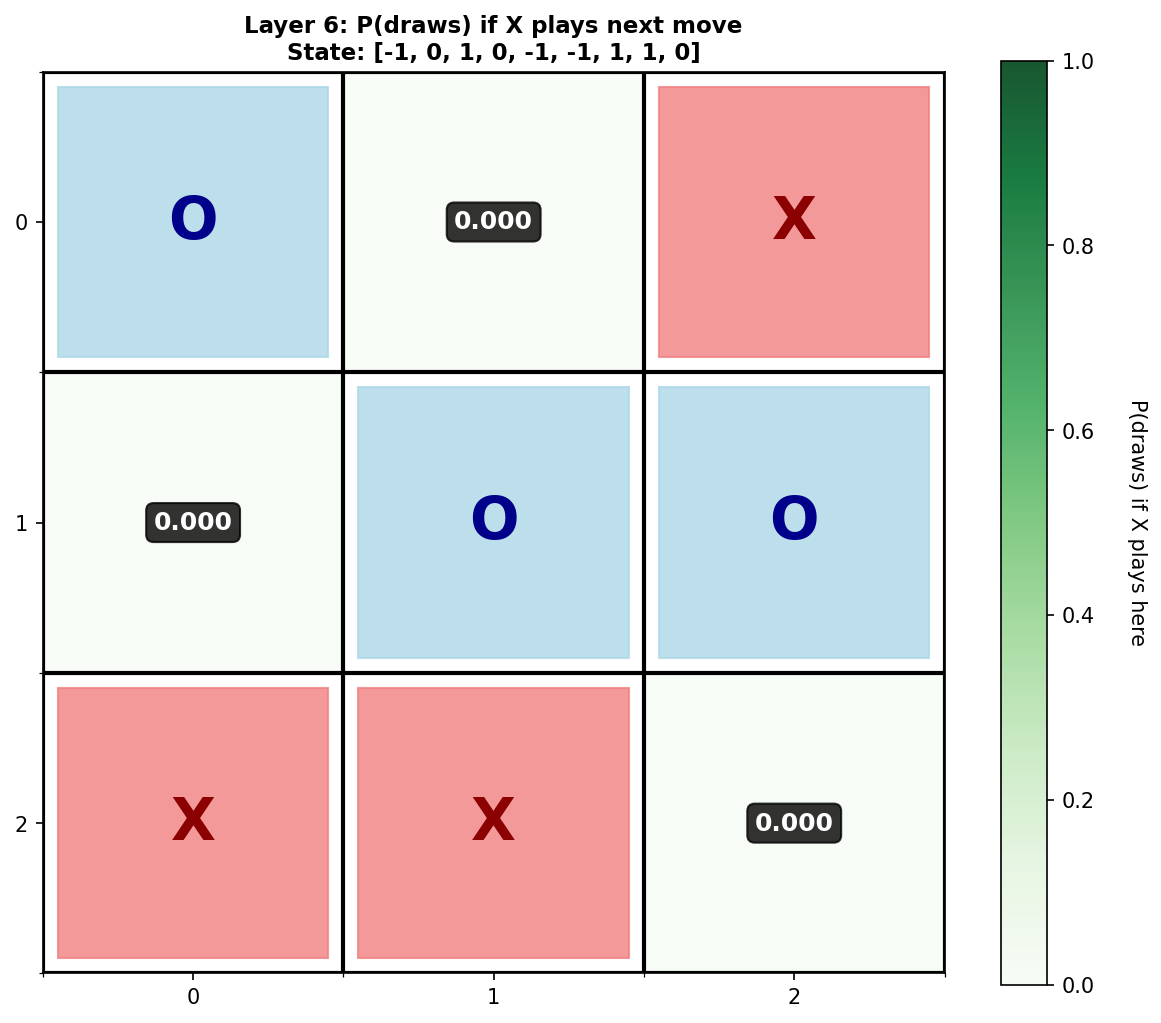 Layer 6: P(draws) if X plays next move
State: [-1, 0, 1, 0, -1, -1, 1, 1, 0]
0
O
0.000
X
1
0.000
O
O
2
X
X
0.000
0
1
2
1.0
0.8
0.6
0.4
0.2
0.0
P(draws) if X plays here